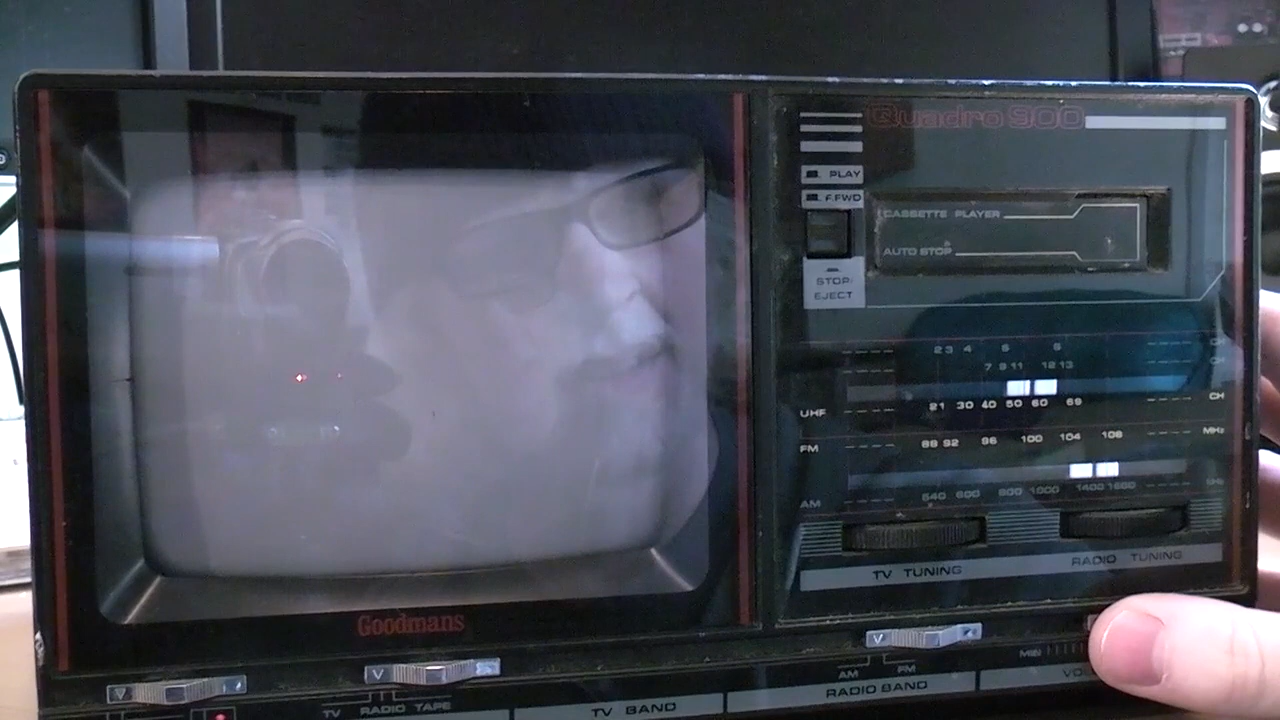 Quadro 900
PLAY
F.FWD
CASSETTE PLAYER
AUTO STOP
STOP/
EJECT
2 3 4 5 6
7 9 11 12 13
UHF 21 30 40 50 60 69 CH
FM 88 92 96 100 104 108 MHz
AM 540 600 800 1000 1400 1600 kHz
TV TUNING RADIO TUNING
Goodmans
AM FM MIN
TV RADIO TAPE TV BAND RADIO BAND